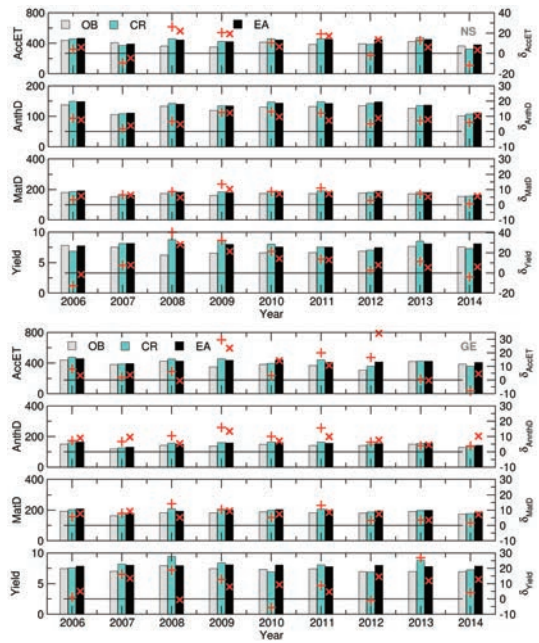 OB CR EA NS
AccET 800 400 0 40 20 0 -20 δAccET
AnthD 200 100 0 30 20 10 0 -10 δAnthD
MatD 400 200 0 30 20 10 0 -10 δMatD
Yield 10 5 0 40 20 0 -20 δYield
2006 2007 2008 2009 2010 2011 2012 2013 2014
Year
OB CR EA GE
AccET 800 400 0 30 20 10 0 -10 δAccET
AnthD 400 200 0 30 20 10 0 -10 δAnnthD
MatD 400 200 0 30 20 10 0 -10 δMatD
Yield 10 5 0 30 20 10 0 -10 δYield
2006 2007 2008 2009 2010 2011 2012 2013 2014
Year